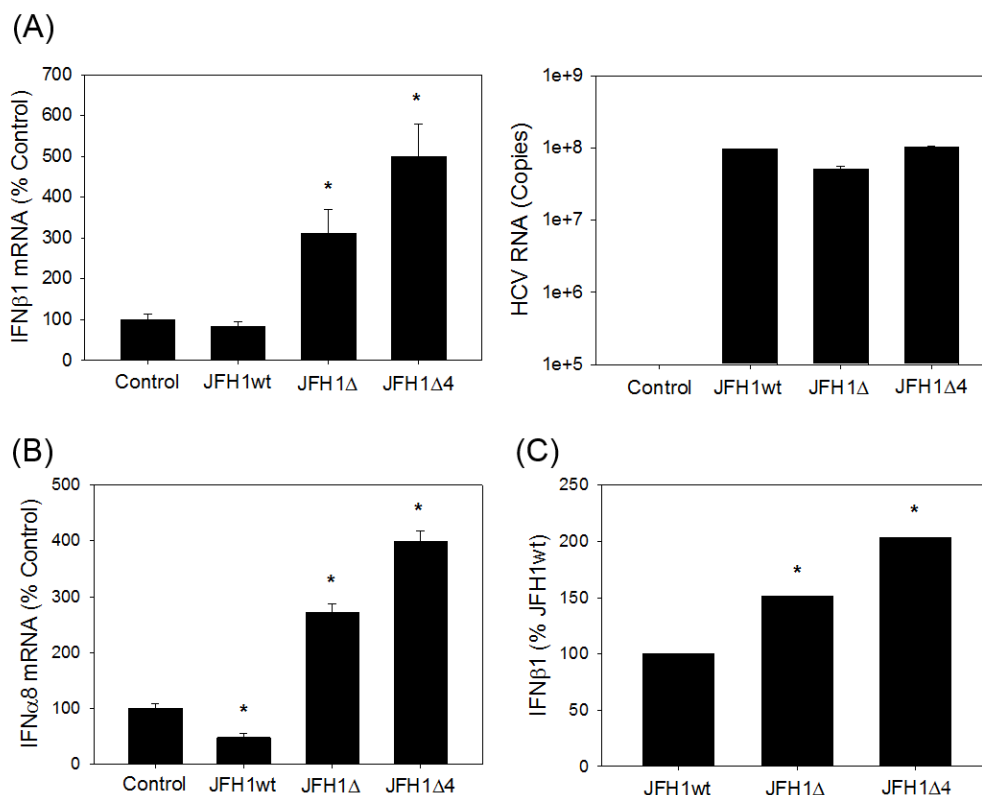 (A)
IFNβ1 mRNA (% Control)
700
600
500
400
300
200
100
0
*
*
Control JFH1wt JFH1Δ JFH1Δ4
HCV RNA (Copies)
1e+9
1e+8
1e+7
1e+6
1e+5
Control JFH1wt JFH1Δ JFH1Δ4
(B)
IFNα8 mRNA (% Control)
500
400
300
200
100
0
*
*
*
Control JFH1wt JFH1Δ JFH1Δ4
(C)
IFNβ1 (% JFH1wt)
250
200
150
100
50
0
*
*
JFH1wt JFH1Δ JFH1Δ4